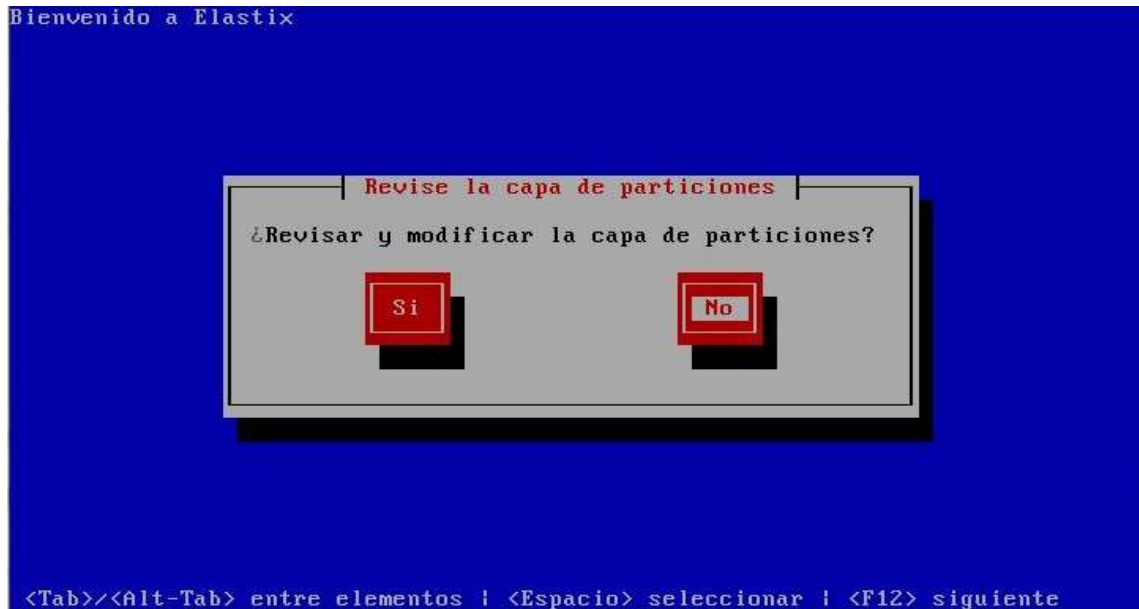 Bienvenido a Elastix
Revise la capa de particiones
¿Revisar y modificar la capa de particiones?
Si No
<Tab>/<Alt-Tab> entre elementos | <Espacio> seleccionar | <F12> siguiente